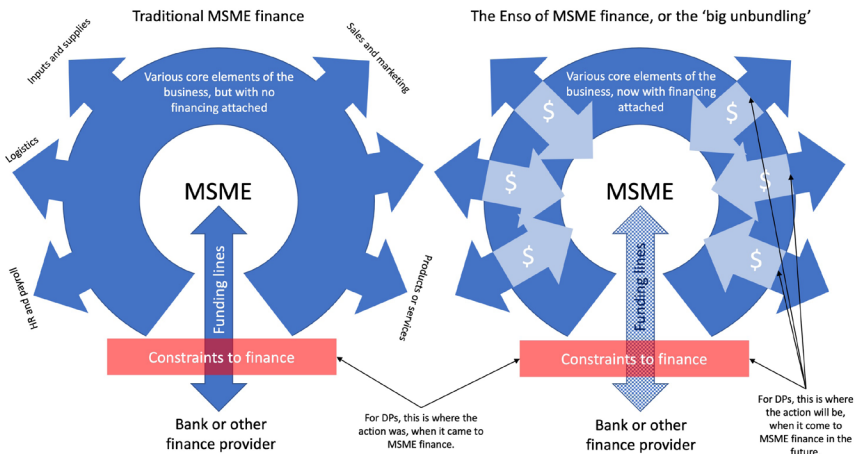 Traditional MSME finance
Inputs and supplies
Sales and marketing
Various core elements of the
business, but with no
financing attached
Logistics
MSME
HR and payroll
Products or services
Funding lines
Constraints to finance
Bank or other
finance provider
For DPs, this is where the
action was, when it came to
MSME finance.
The Enso of MSME finance, or the ‘big unbundling’
Various core elements of the
business, now with financing
attached
$
$
$
$
$
$
MSME
Funding lines
Constraints to finance
Bank or other
finance provider
For DPs, this is where
the action will be,
when it come to
MSME finance in the
future